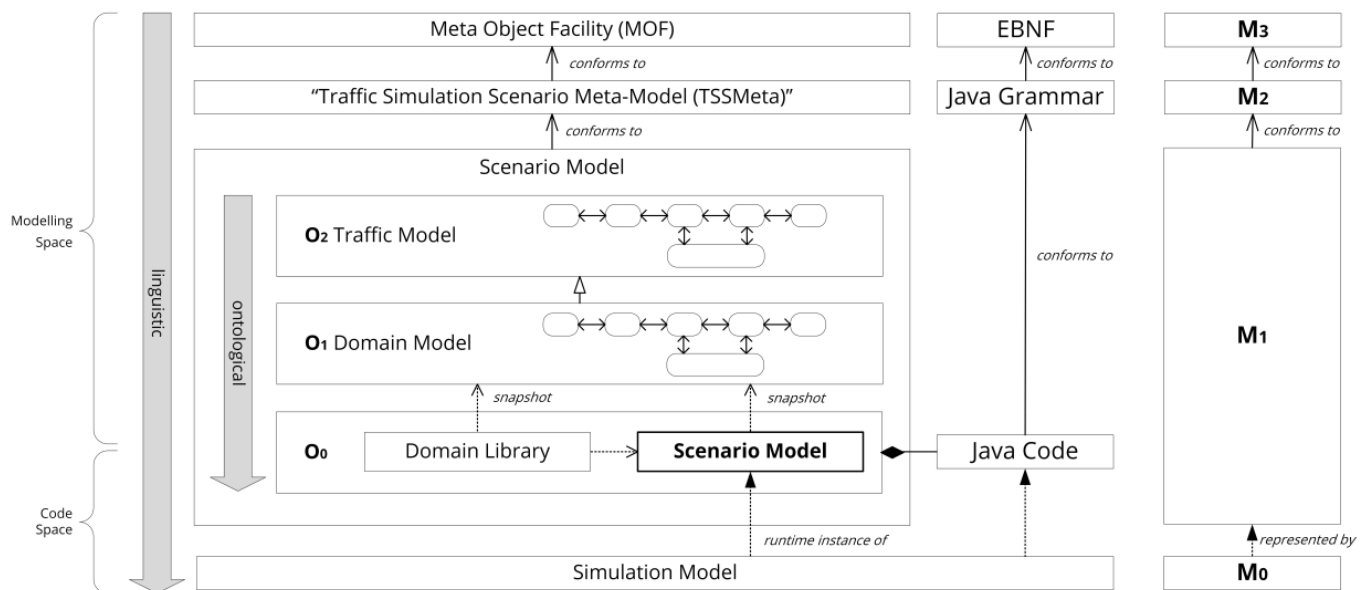 Meta Object Facility (MOF)
EBNF
M3
conforms to
conforms to
conforms to
“Traffic Simulation Scenario Meta-Model (TSSMeta)”
Java Grammar
M2
conforms to
conforms to
Scenario Model
O2 Traffic Model
Modelling
Space
linguistic
ontological
conforms to
O1 Domain Model
M1
snapshot
snapshot
O0
Domain Library
Scenario Model
Java Code
Code
Space
runtime instance of
represented by
Simulation Model
M0